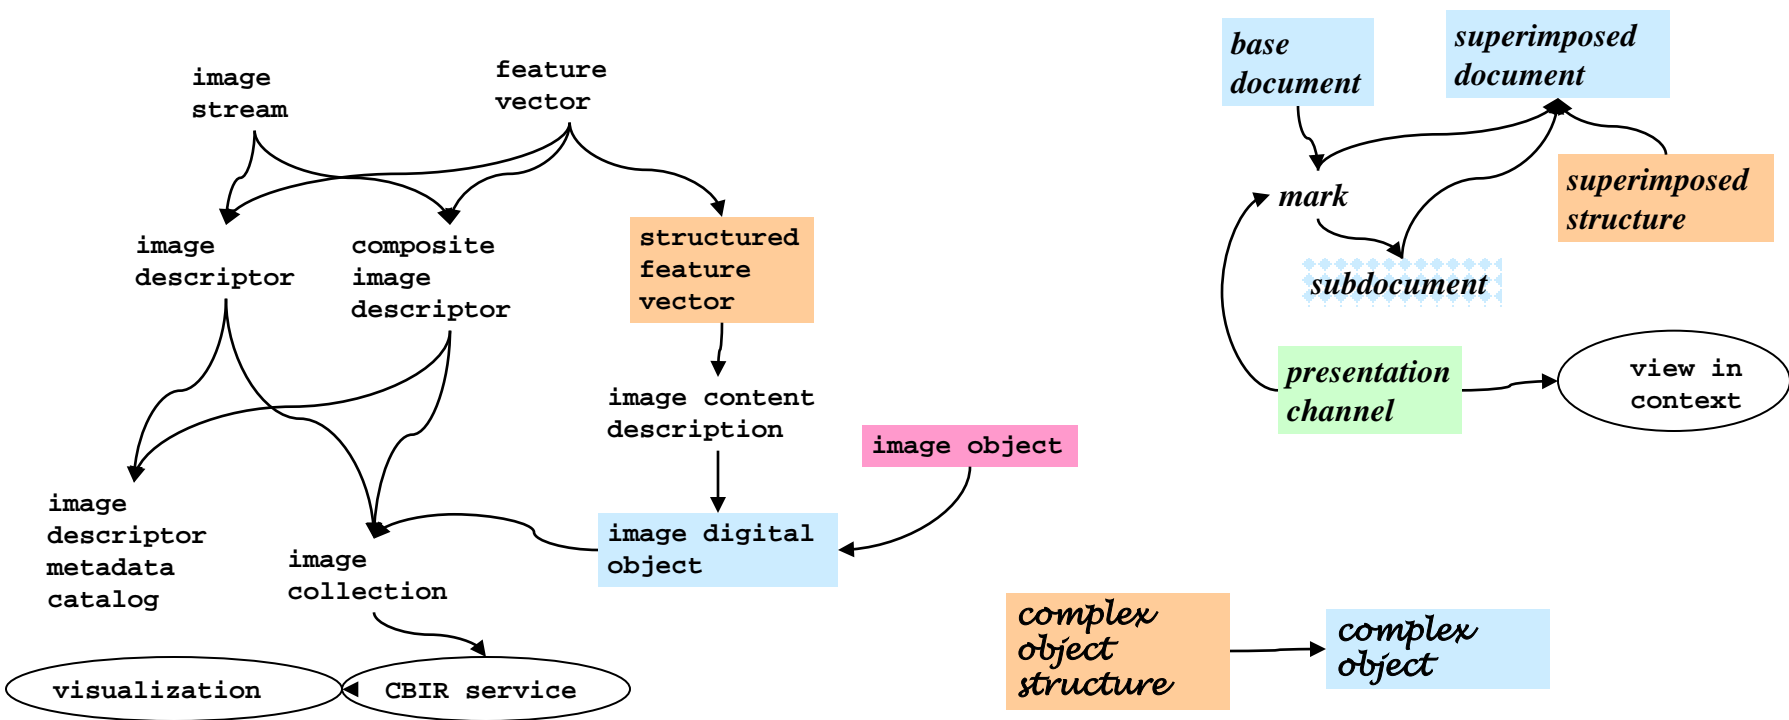 image
stream
feature
vector
image
descriptor
composite
image
descriptor
structured
feature
vector
image content
description
image object
image
descriptor
metadata
catalog
image
collection
image digital
object
visualization
CBIR service
base
document
superimposed
document
mark
superimposed
structure
subdocument
presentation
channel
view in
context
complex
object
structure
complex
object